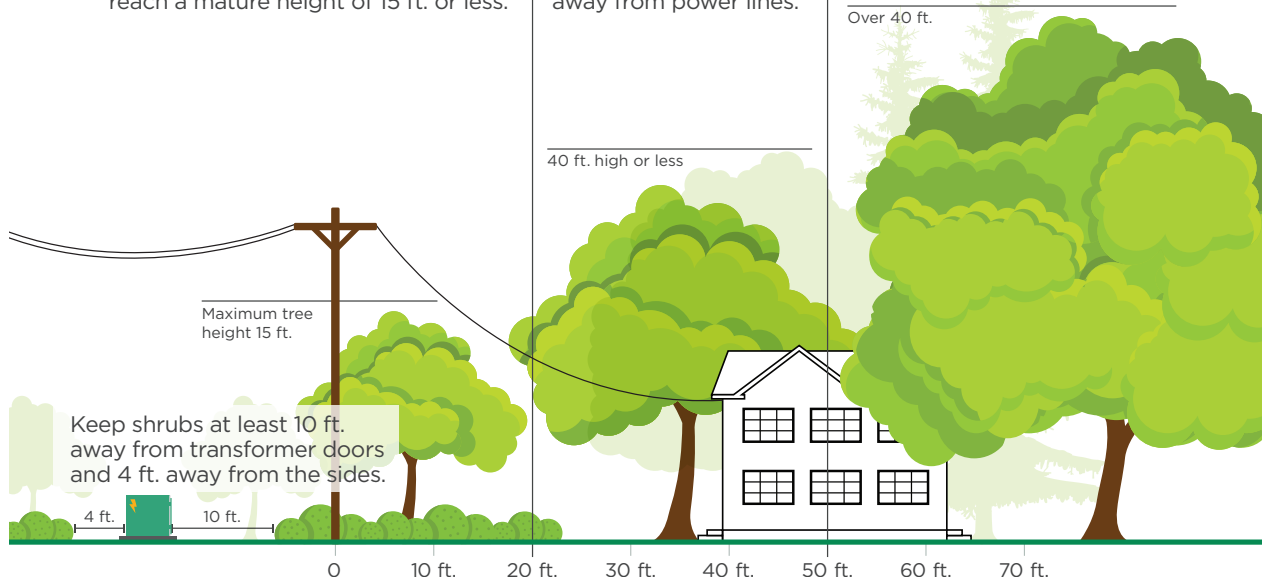 reach a mature height of 15 ft. or less.
away from power lines.
Over 40 ft.
40 ft. high or less
Maximum tree
height 15 ft.
Keep shrubs at least 10 ft.
away from transformer doors
and 4 ft. away from the sides.
4 ft.
10 ft.
0
10 ft.
20 ft.
30 ft.
40 ft.
50 ft.
60 ft.
70 ft.